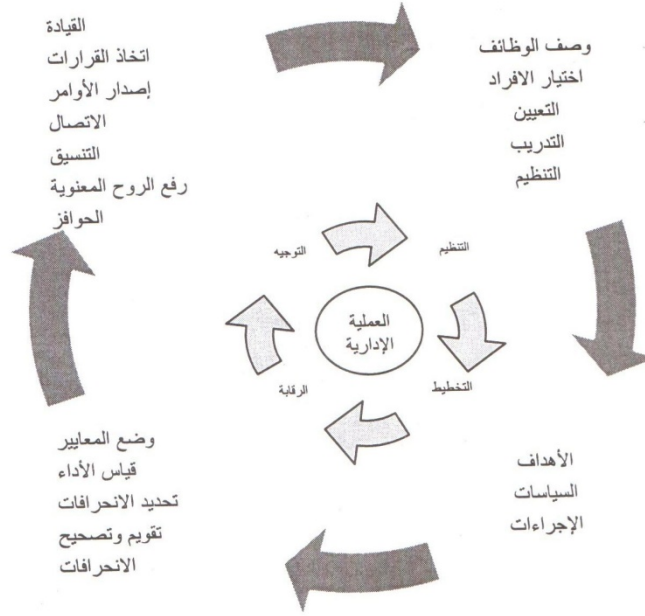 القيادة
اتخاذ القرارات
إصدار الأوامر
الاتصال
التنسيق
رفع الروح المعنوية
الحوافز
وصف الوظائف
اختيار الافراد
التعيين
التدريب
التنظيم
التوجيه
التنظيم
العملية
الإدارية
الرقابة
التخطيط
وضع المعايير
قياس الأداء
تحديد الانحرافات
تقويم وتصحيح
الانحرافات
الأهداف
السياسات
الإجراءات